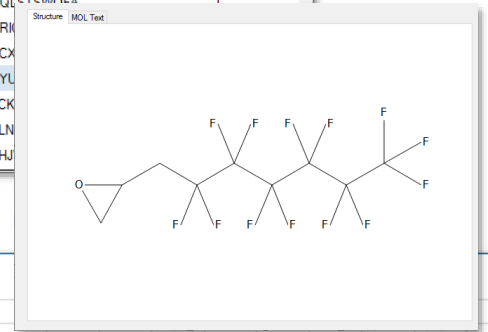 Structure MOL Text
RI
CX
YU
CK
LN
HJ
F
F F F F F
O F
F F F F F F